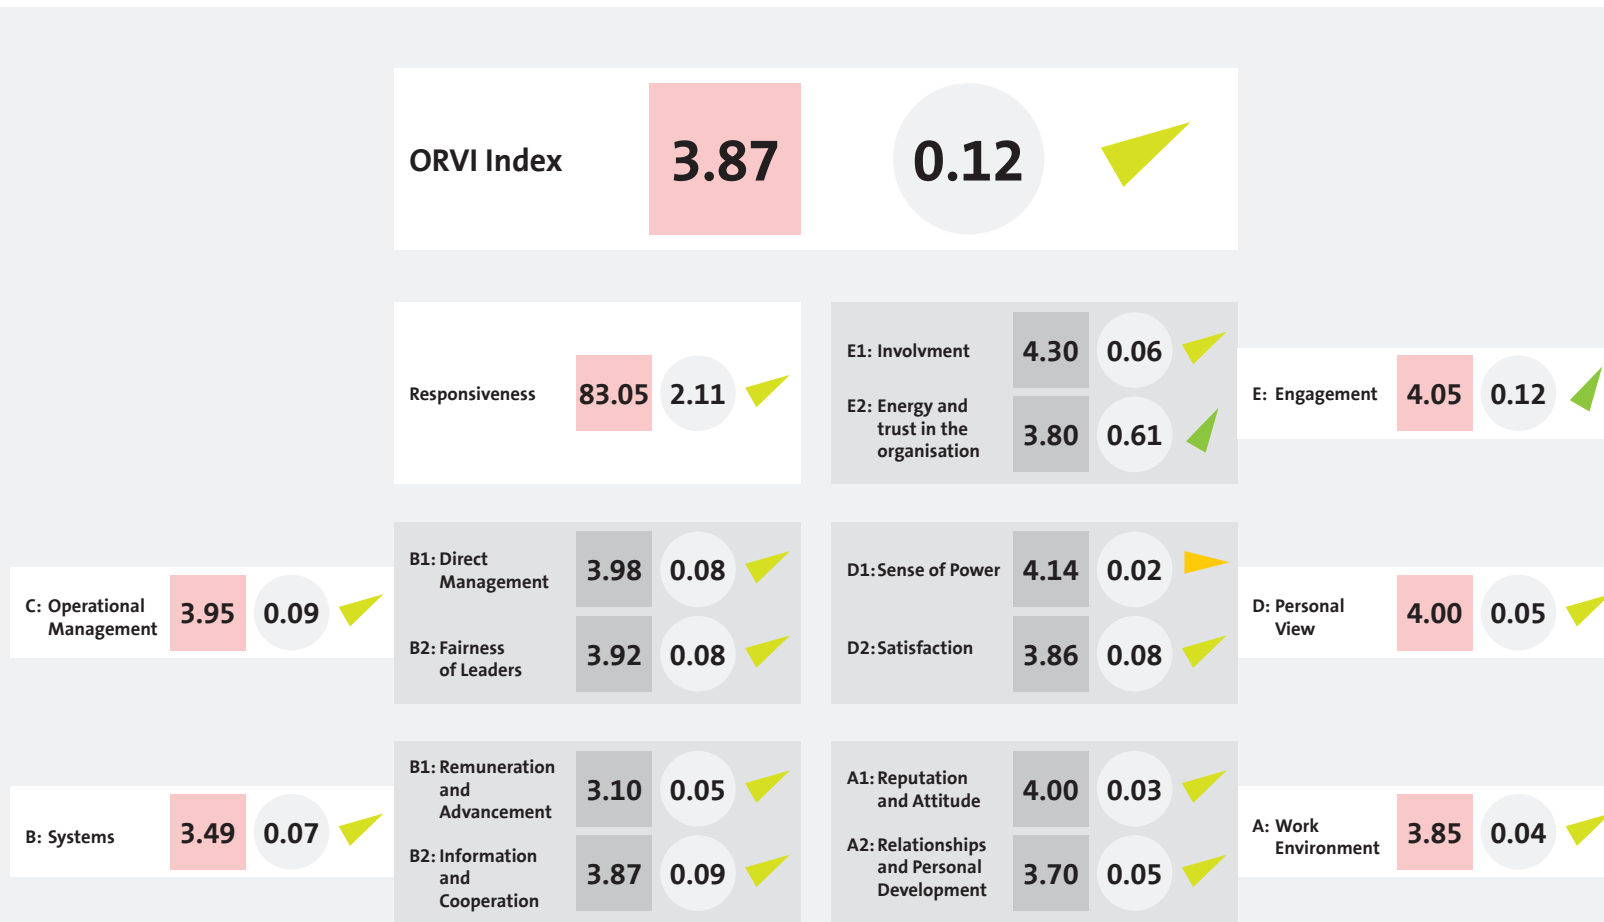 ORVI Index 3.87 0.12
Responsiveness 83.05 2.11
E1: Involvment 4.30 0.06
E2: Energy and
trust in the
organisation
3.80 0.61
E: Engagement 4.05 0.12
C: Operational
Management
3.95 0.09
B1: Direct
Management
3.98 0.08
B2: Fairness
of Leaders
3.92 0.08
D1: Sense of Power 4.14 0.02
D2: Satisfaction 3.86 0.08
D: Personal
View
4.00 0.05
B: Systems 3.49 0.07
B1: Remuneration
and
Advancement
3.10 0.05
B2: Information
and
Cooperation
3.87 0.09
A1: Reputation
and Attitude
4.00 0.03
A2: Relationships
and Personal
Development
3.70 0.05
A: Work
Environment
3.85 0.04